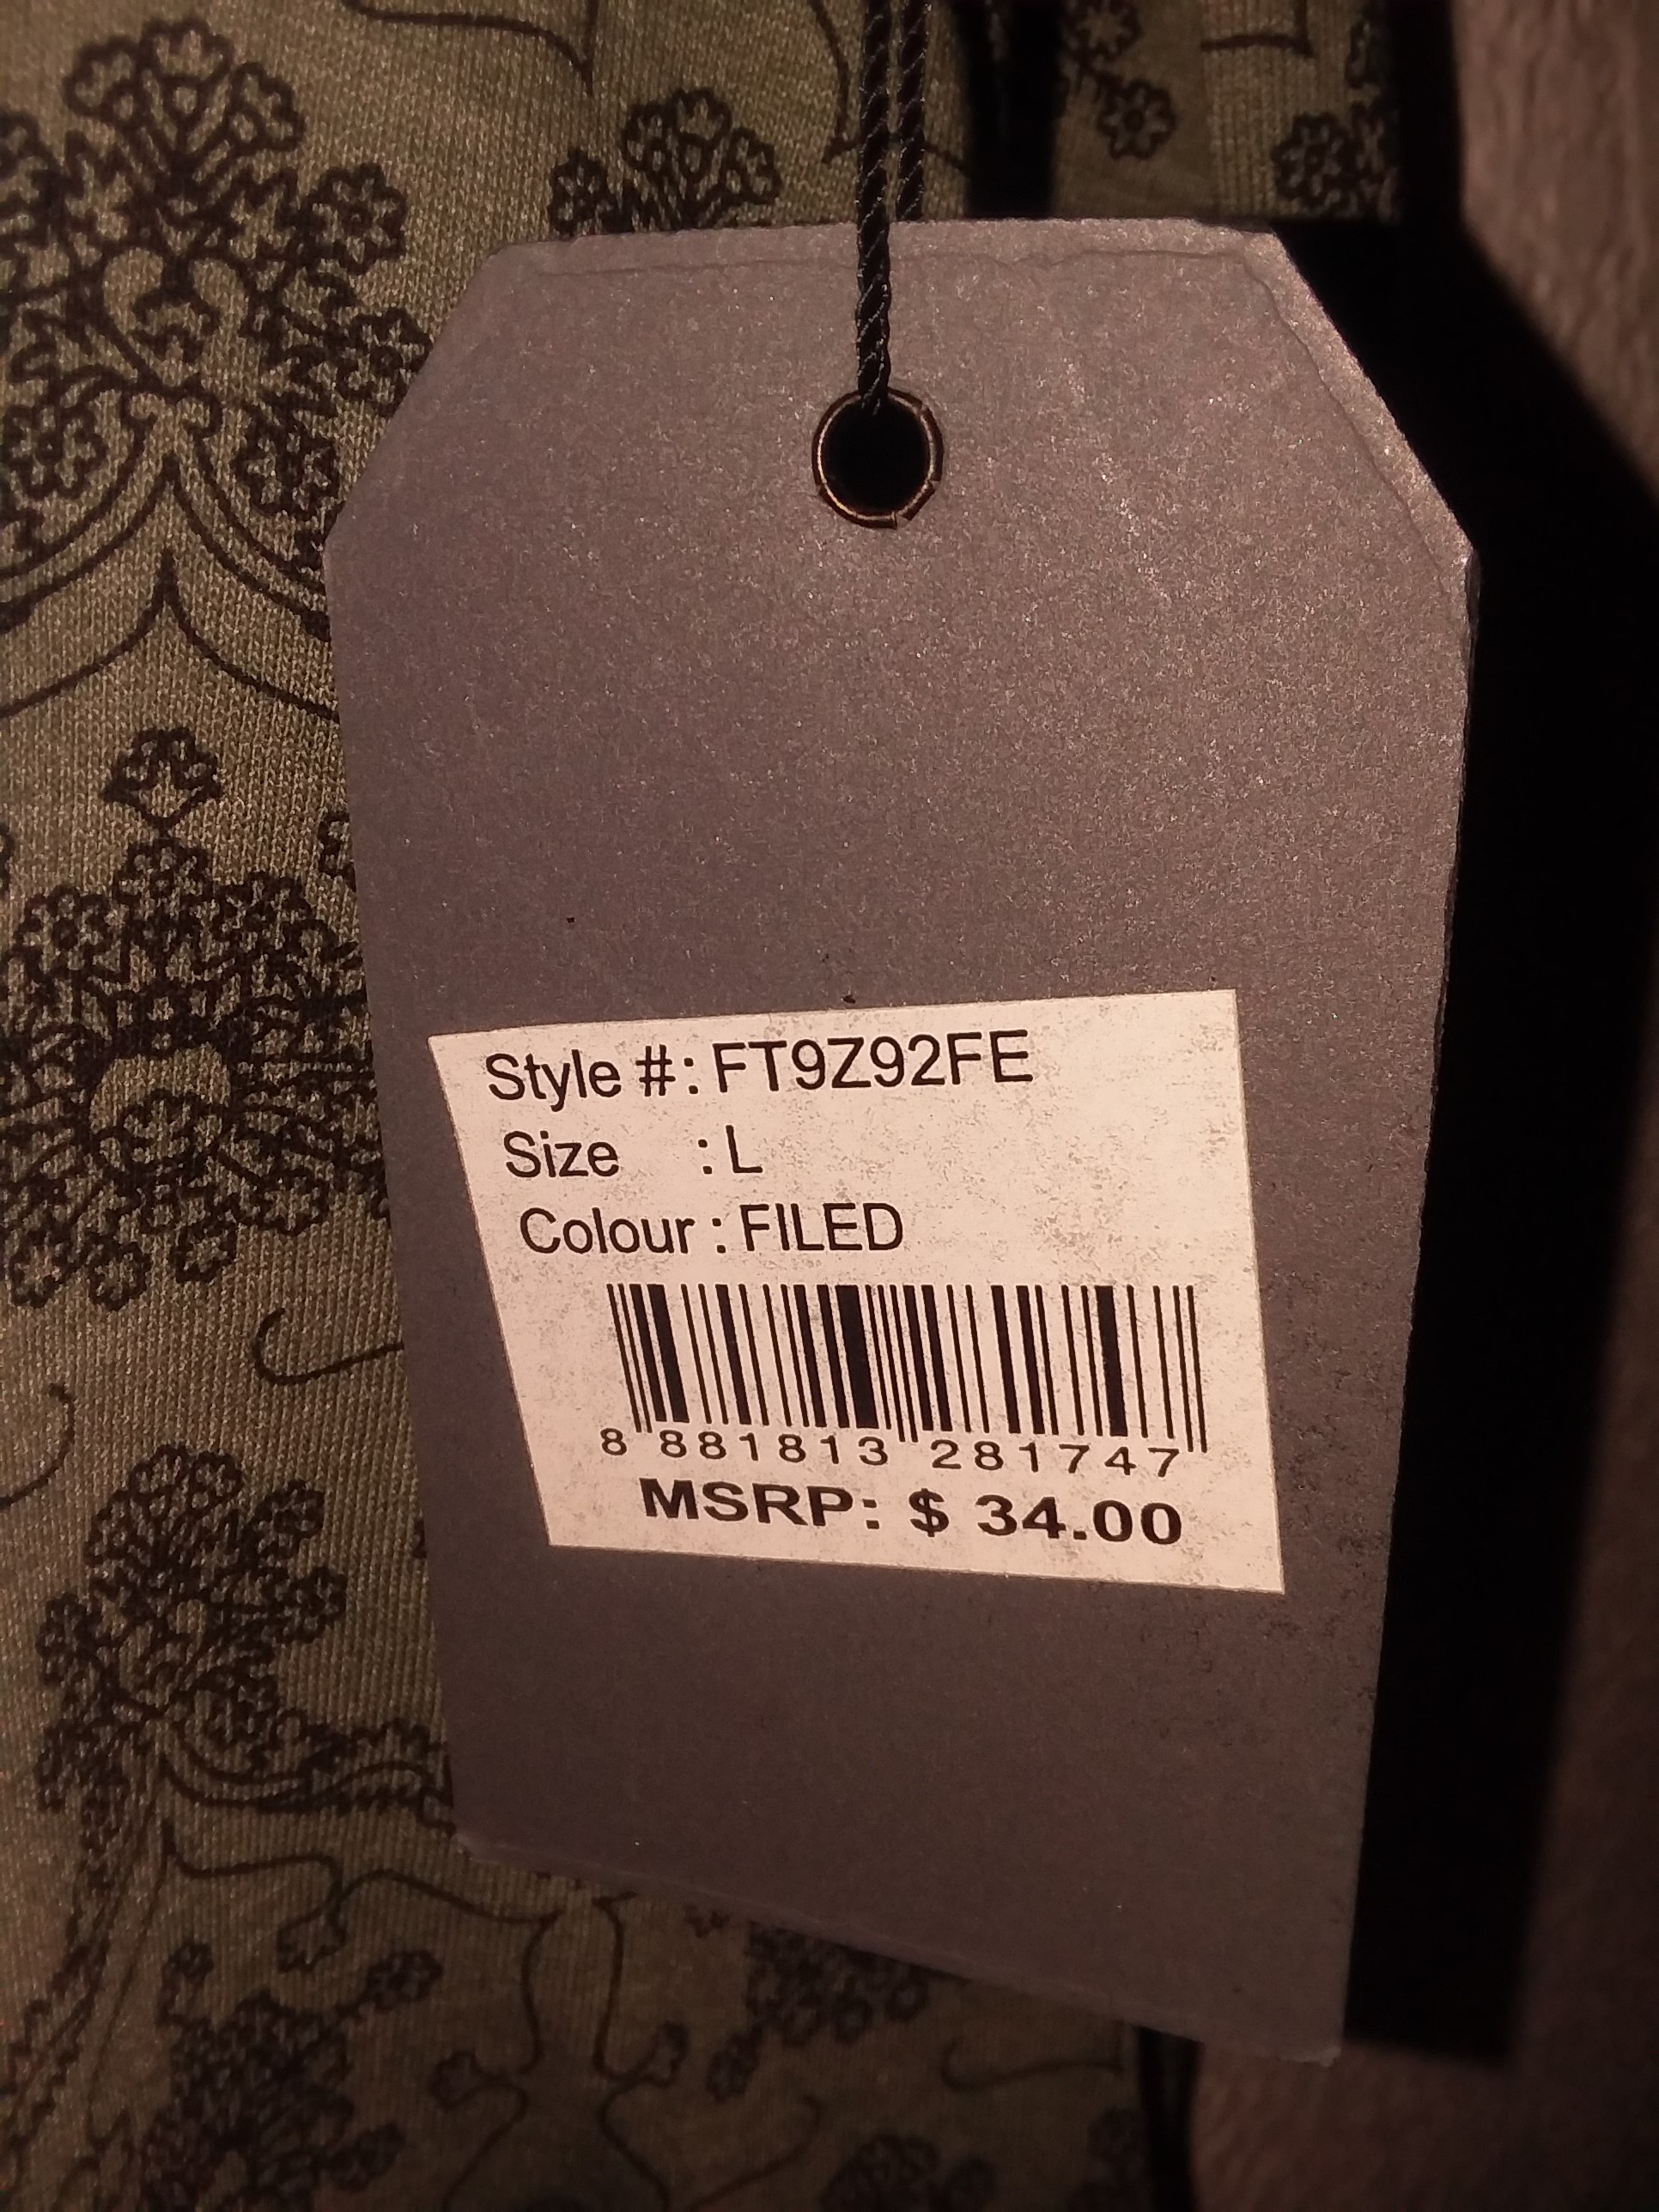 Style #: FT9Z92FE
Size : L
Colour : FILED
8 881813 281747
MSRP: $ 34.00